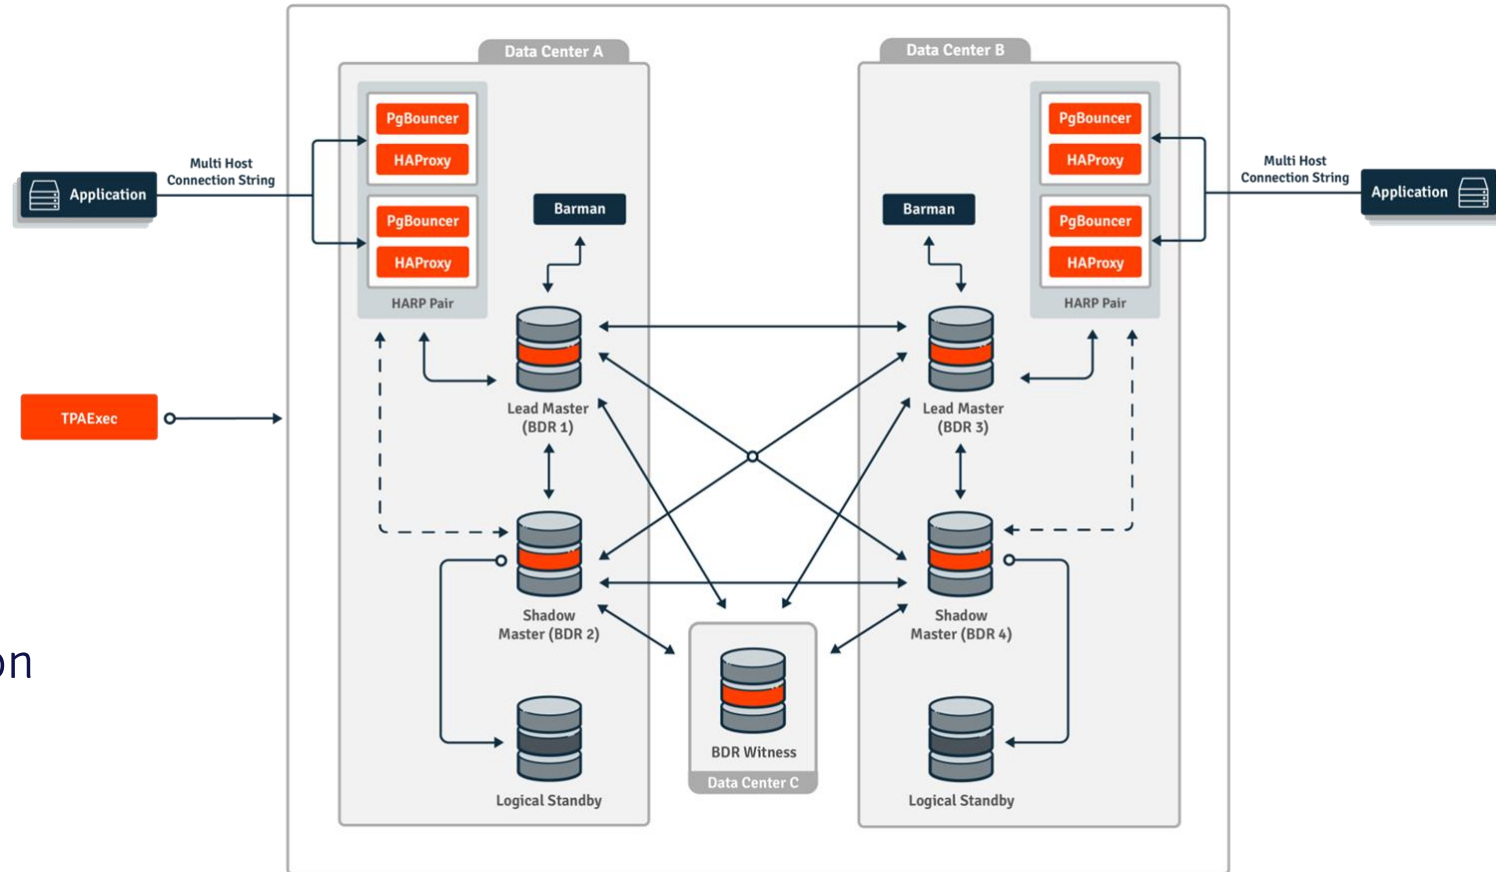 Data Center A
Data Center B
PgBouncer
HAProxy
PgBouncer
HAProxy
HARP Pair
PgBouncer
HAProxy
PgBouncer
HAProxy
HARP Pair
Multi Host
Connection String
Application
Multi Host
Connection String
Application
Barman
Barman
Lead Master
(BDR 1)
Lead Master
(BDR 3)
TPAExec
Shadow
Master (BDR 2)
Shadow
Master (BDR 4)
on
BDR Witness
Data Center C
Logical Standby
Logical Standby